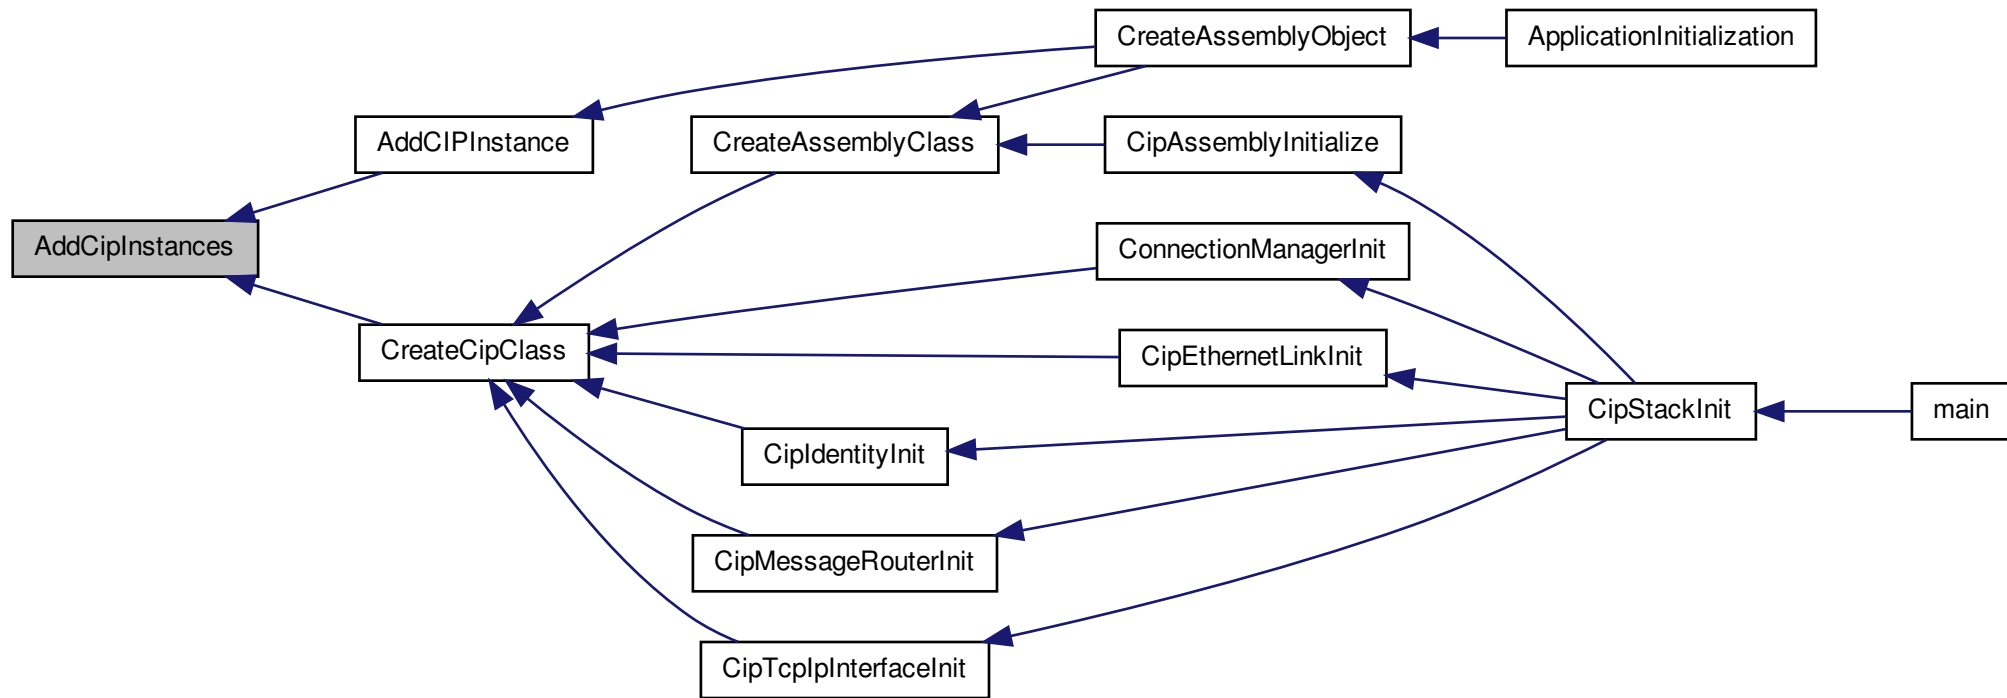 CreateAssemblyObject
ApplicationInitialization
AddCIPInstance
CreateAssemblyClass
CipAssemblyInitialize
AddCipInstances
ConnectionManagerInit
CreateCipClass
CipEthernetLinkInit
CipStackInit
main
CipIdentityInit
CipMessageRouterInit
CipTcpIpInterfaceInit